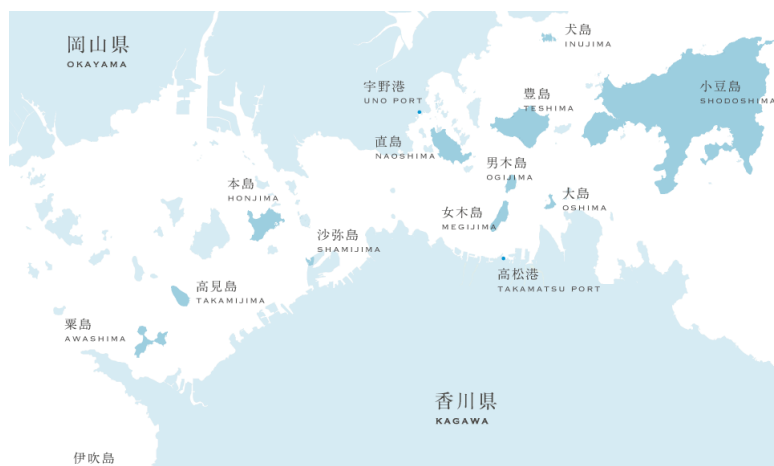 岡山県
OKAYAMA
犬島
INUJIMA
宇野港
UNO PORT
豊島
TESHIMA
小豆島
SHODOSHIMA
直島
NAOSHIMA
男木島
OGIJIMA
本島
HONJIMA
女木島
MEGIJIMA
大島
OSHIMA
沙弥島
SHAMIJIMA
高松港
TAKAMATSU PORT
高見島
TAKAMIJIMA
粟島
AWASHIMA
香川県
KAGAWA
伊吹島